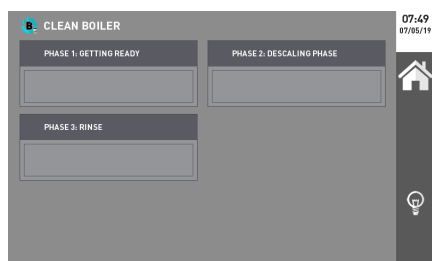 B
CLEAN BOILER
07:49
07/05/19
PHASE 1: GETTING READY
PHASE 2: DESCALING PHASE
PHASE 3: RINSE